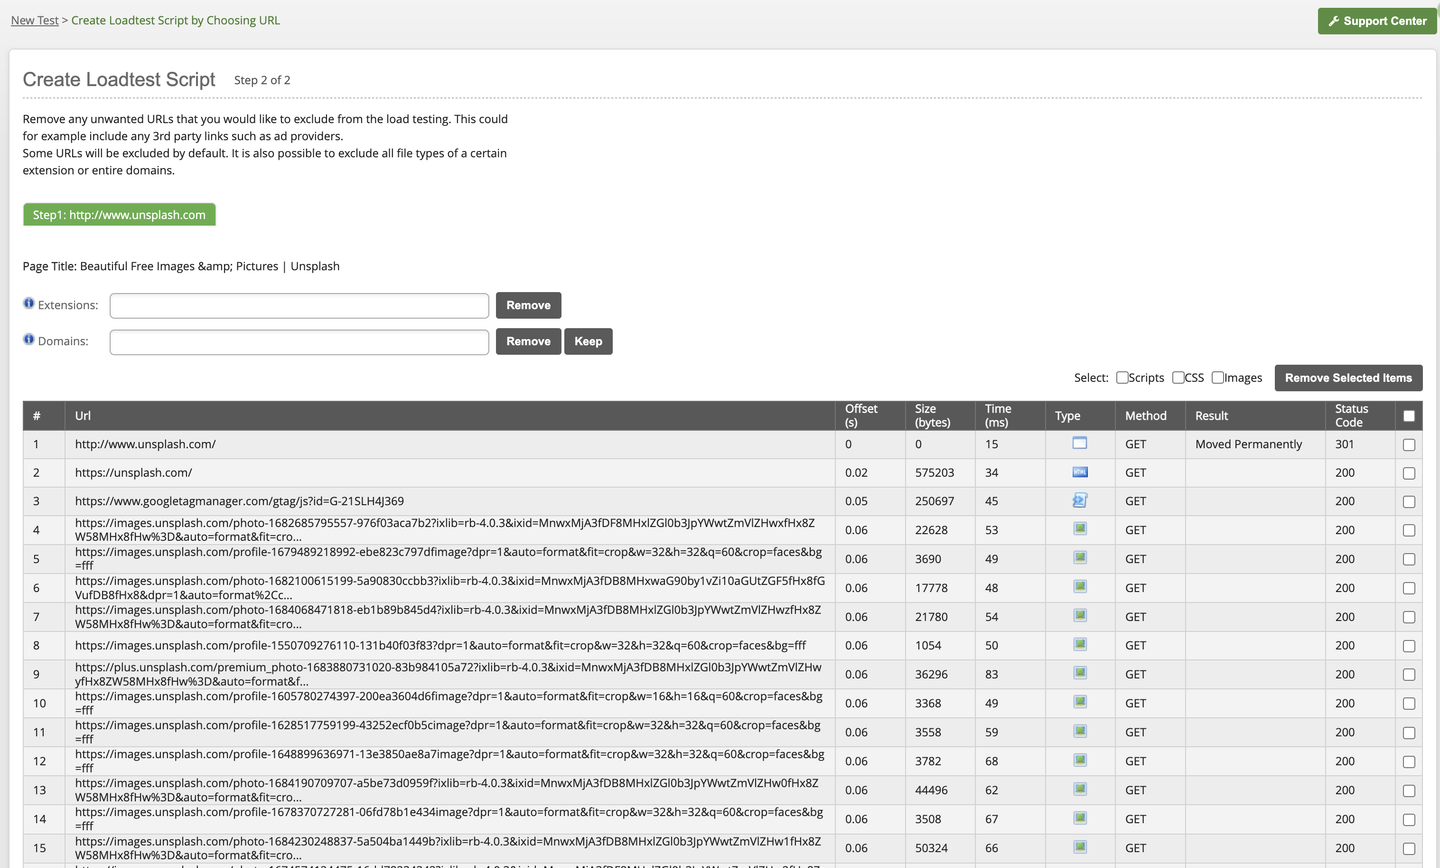 New Test > Create Loadtest Script by Choosing URL
Support Center
Create Loadtest Script Step 2 of 2
Remove any unwanted URLs that you would like to exclude from the load testing. This could
for example include any 3rd party links such as ad providers.
Some URLs will be excluded by default. It is also possible to exclude all file types of a certain
extension or entire domains.
Step1: http://www.unsplash.com
Page Title: Beautiful Free Images &amp; Pictures | Unsplash
Extensions: Remove
Domains: Remove Keep
Select: Scripts CSS Images Remove Selected Items
# Url Offset (s) Size (bytes) Time (ms) Type Method Result Status Code
1 http://www.unsplash.com/ 0 0 15 GET Moved Permanently 301
2 https://unsplash.com/ 0.02 575203 34 HTML GET 200
3 https://www.googletagmanager.com/gtag/js?id=G-21SLH4J369 0.05 250697 45 GET 200
4 https://images.unsplash.com/photo-1682685795557-976f03aca7b2?ixlib=rb-4.0.3&ixid=MnwxMjA3fDF8MHxlZGl0b3JpYWwtZmVlZHwxfHx8Z
W58MHx8fHw%3D&auto=format&fit=cro... 0.06 22628 53 GET 200
5 https://images.unsplash.com/profile-1679489218992-ebe823c797dfimage?dpr=1&auto=format&fit=crop&w=32&h=32&q=60&crop=faces&bg
=fff 0.06 3690 49 GET 200
6 https://images.unsplash.com/photo-1682100615199-5a90830ccbb3?ixlib=rb-4.0.3&ixid=MnwxMjA3fDB8MHxwaG90by1vZi10aGUtZGF5fHx8fG
VufDB8fHx8&dpr=1&auto=format%2Cc... 0.06 17778 48 GET 200
7 https://images.unsplash.com/photo-1684068471818-eb1b89b845d4?ixlib=rb-4.0.3&ixid=MnwxMjA3fDB8MHxlZGl0b3JpYWwtZmVlZHwzfHx8Z
W58MHx8fHw%3D&auto=format&fit=cro... 0.06 21780 54 GET 200
8 https://images.unsplash.com/profile-1550709276110-131b40f03f83?dpr=1&auto=format&fit=crop&w=32&h=32&q=60&crop=faces&bg=fff 0.06 1054 50 GET 200
9 https://plus.unsplash.com/premium_photo-1683880731020-83b984105a72?ixlib=rb-4.0.3&ixid=MnwxMjA3fDB8MHxlZGl0b3JpYWwtZmVlZHw
yfHx8ZW58MHx8fHw%3D&auto=format&f... 0.06 36296 83 GET 200
10 https://images.unsplash.com/profile-1605780274397-200ea3604d6fimage?dpr=1&auto=format&fit=crop&w=16&h=16&q=60&crop=faces&bg
=fff 0.06 3368 49 GET 200
11 https://images.unsplash.com/profile-1628517759199-43252ecf0b5cimage?dpr=1&auto=format&fit=crop&w=32&h=32&q=60&crop=faces&bg
=fff 0.06 3558 59 GET 200
12 https://images.unsplash.com/profile-1648899636971-13e3850ae8a7image?dpr=1&auto=format&fit=crop&w=32&h=32&q=60&crop=faces&bg
=fff 0.06 3782 68 GET 200
13 https://images.unsplash.com/photo-1684190709707-a5be73d0959f?ixlib=rb-4.0.3&ixid=MnwxMjA3fDB8MHxlZGl0b3JpYWwtZmVlZHw0fHx8Z
W58MHx8fHw%3D&auto=format&fit=cro... 0.06 44496 62 GET 200
14 https://images.unsplash.com/profile-1678370727281-06fd78b1e434image?dpr=1&auto=format&fit=crop&w=32&h=32&q=60&crop=faces&bg
=fff 0.06 3508 67 GET 200
15 https://images.unsplash.com/photo-1684230248837-5a504ba1449b?ixlib=rb-4.0.3&ixid=MnwxMjA3fDB8MHxlZGl0b3JpYWwtZmVlZHw1fHx8Z
W58MHx8fHw%3D&auto=format&fit=cro... 0.06 50324 66 GET 200